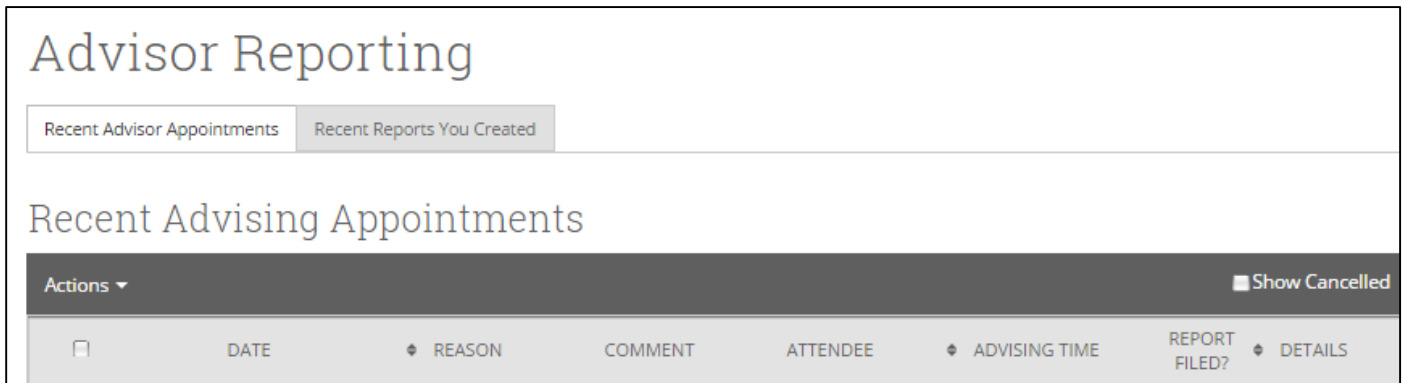 Advisor Reporting
Recent Advisor Appointments Recent Reports You Created
Recent Advising Appointments
Actions Show Cancelled
DATE REASON COMMENT ATTENDEE ADVISING TIME REPORT FILED? DETAILS